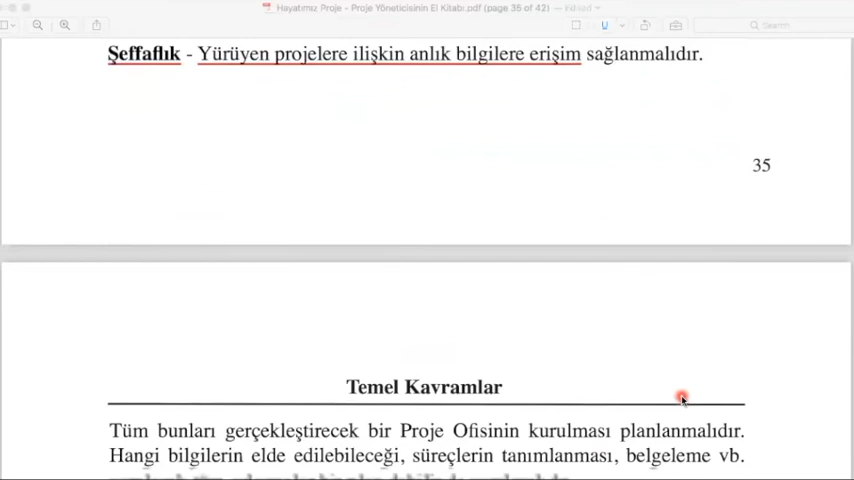 Hayatımız Proje - Proje Yöneticisinin El Kitabı.pdf (page 36 of 42) — Edited
Search
Şeffaflık - Yürüyen projelere ilişkin anlık bilgilere erişim sağlanmalıdır.
35
Temel Kavramlar
Tüm bunları gerçekleştirecek bir Proje Ofisinin kurulması planlanmalıdır.
Hangi bilgilerin elde edilebileceği, süreçlerin tanımlanması, belgeleme vb.